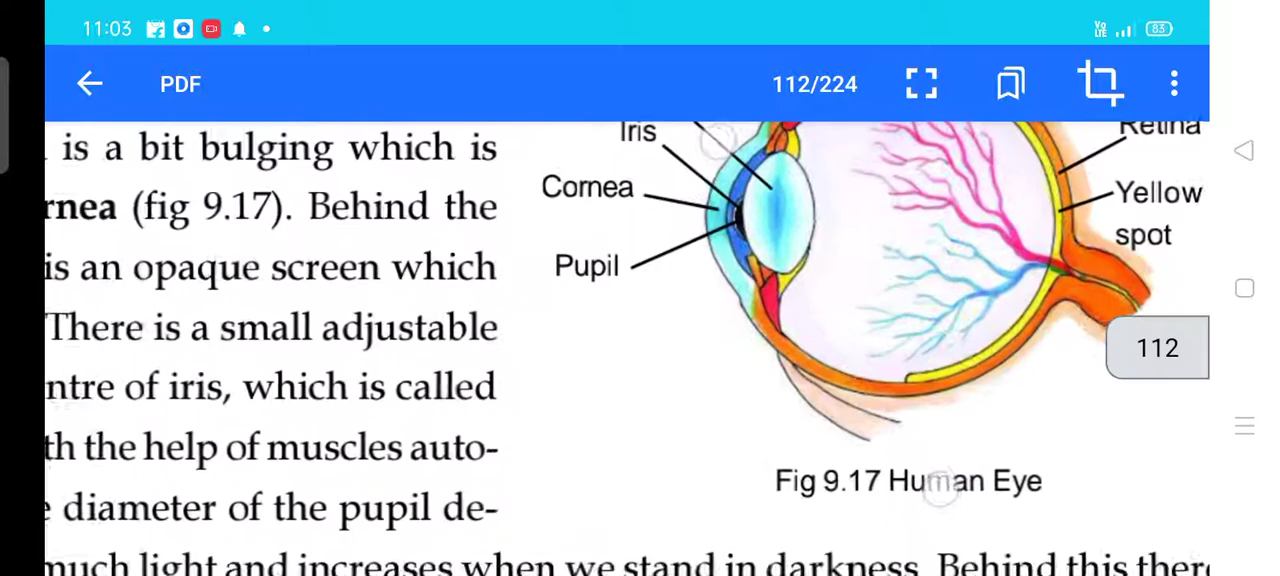 11:03
83
PDF
112/224
is a bit bulging which is
rnea (fig 9.17). Behind the
is an opaque screen which
There is a small adjustable
ntre of iris, which is called
th the help of muscles auto-
e diameter of the pupil de-
much light and increases when we stand in darkness. Behind this there
Iris
Cornea
Pupil
Retina
Yellow
spot
112
Fig 9.17 Human Eye